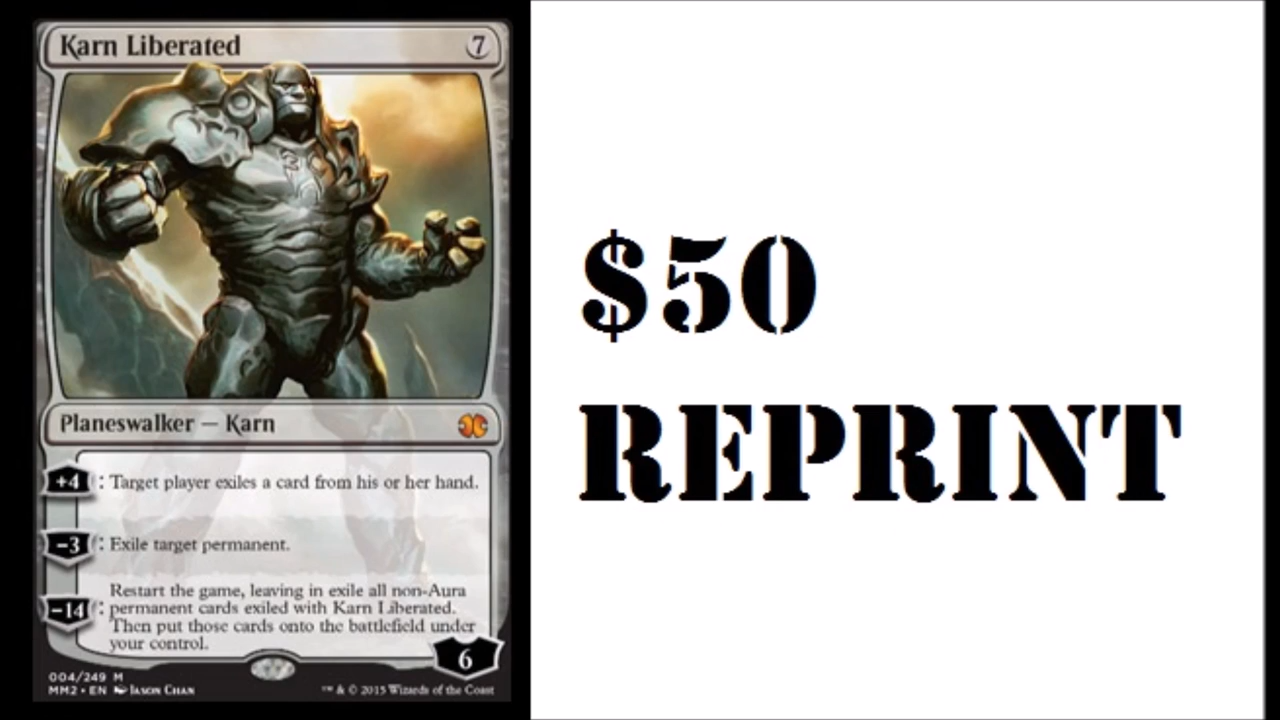 Karn Liberated 7
Planeswalker — Karn
+4 : Target player exiles a card from his or her hand.
−3 : Exile target permanent.
−14 : Restart the game, leaving in exile all non-Aura
permanent cards exiled with Karn Liberated.
Then put those cards onto the battlefield under
your control.
6
004/249 M
MM2 • EN Jason Chan
™ & © 2015 Wizards of the Coast
$50
REPRINT